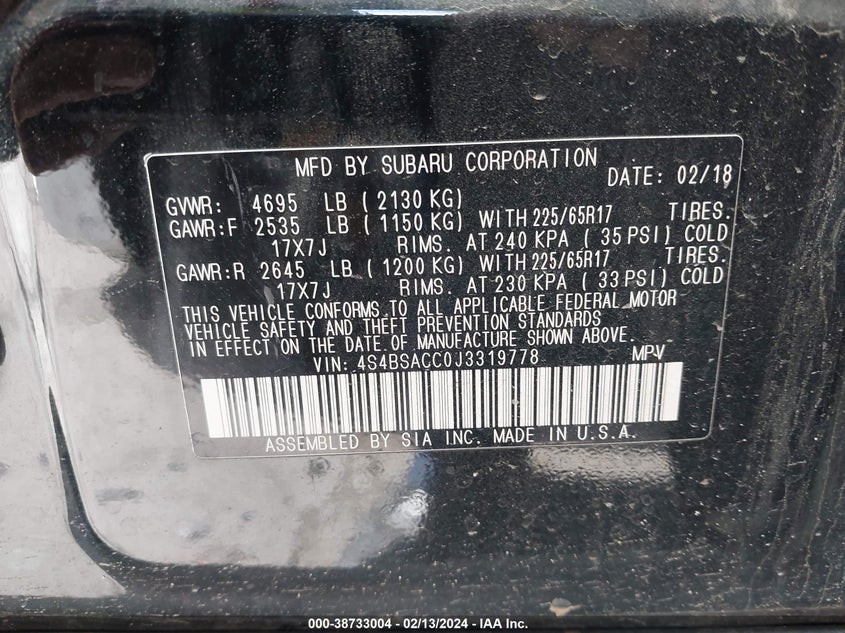 MFD BY SUBARU CORPORATION
DATE: 02/18
GVWR: 4695 LB ( 2130 KG)
GAWR:F 2535 LB ( 1150 KG) WITH 225/65R17 TIRES.
17X7J RIMS. AT 240 KPA ( 35 PSI) COLD
GAWR:R 2645 LB ( 1200 KG) WITH 225/65R17 TIRES.
17X7J RIMS. AT 230 KPA ( 33 PSI) COLD
THIS VEHICLE CONFORMS TO ALL APPLICABLE FEDERAL MOTOR
VEHICLE SAFETY AND THEFT PREVENTION STANDARDS
IN EFFECT ON THE DATE OF MANUFACTURE SHOWN ABOVE.
VIN: 4S4BSACC0J3319778 MPV
ASSEMBLED BY SIA INC. MADE IN U.S.A.
000-38733004 - 02/13/2024 - IAA Inc.